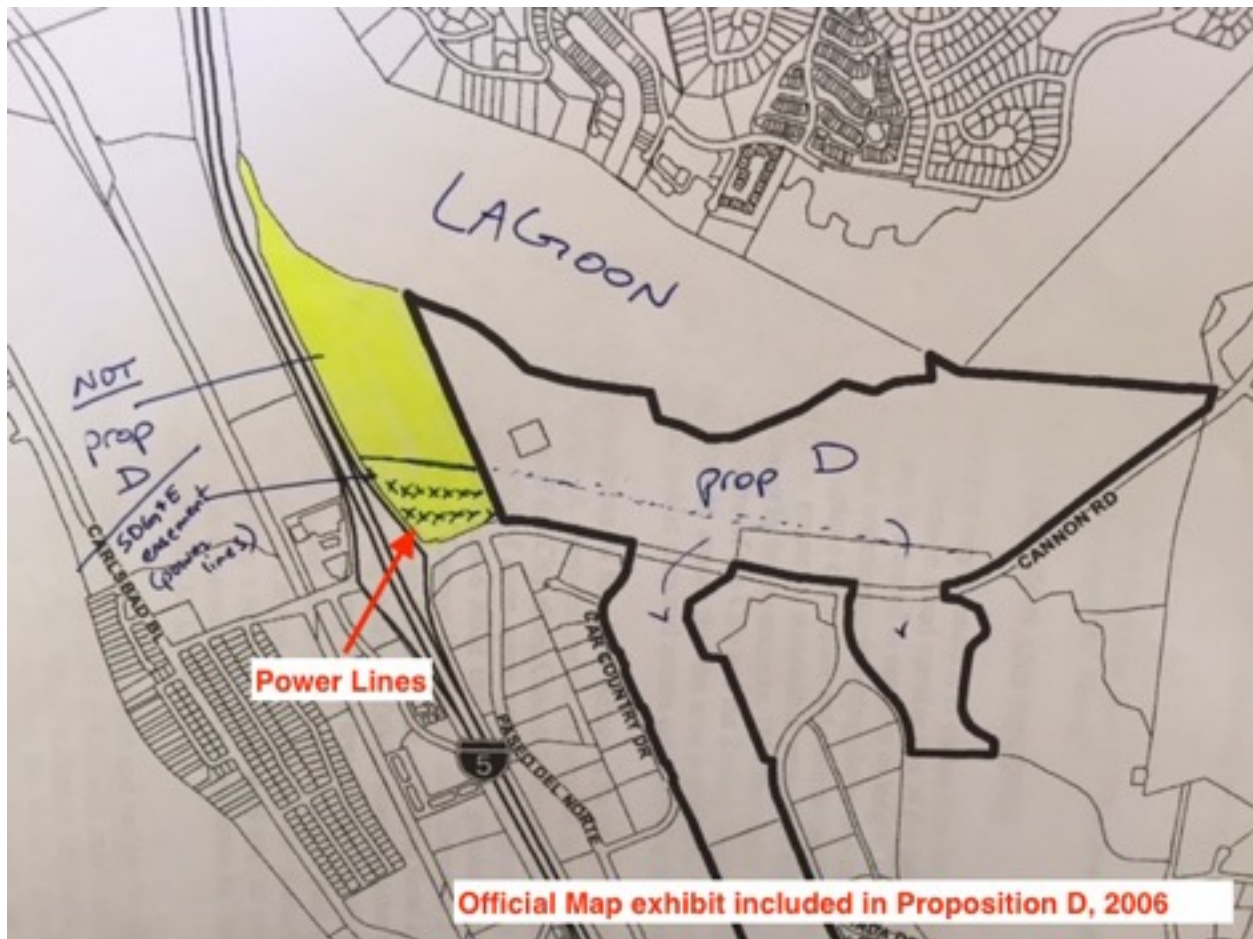 LAGOON
NOT
prop
D
SDG+E
easement
(power
lines)
prop D
CANNON RD
CARLSBAD BL
CAR COUNTRY DR
Power Lines
PASEO DEL NORTE
5
Official Map exhibit included in Proposition D, 2006